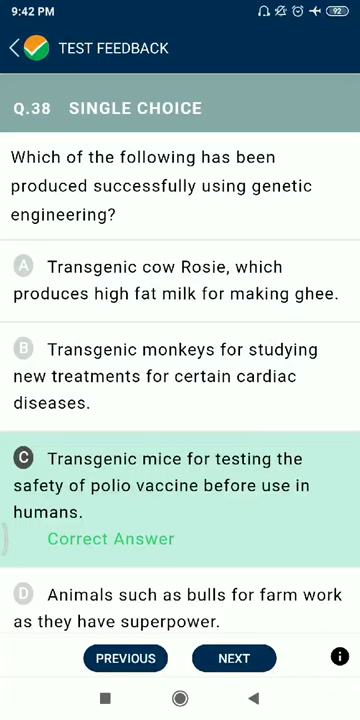 9:42 PM
92
TEST FEEDBACK
Q.38 SINGLE CHOICE
Which of the following has been
produced successfully using genetic
engineering?
A Transgenic cow Rosie, which
produces high fat milk for making ghee.
B Transgenic monkeys for studying
new treatments for certain cardiac
diseases.
C Transgenic mice for testing the
safety of polio vaccine before use in
humans.
Correct Answer
D Animals such as bulls for farm work
as they have superpower.
PREVIOUS NEXT